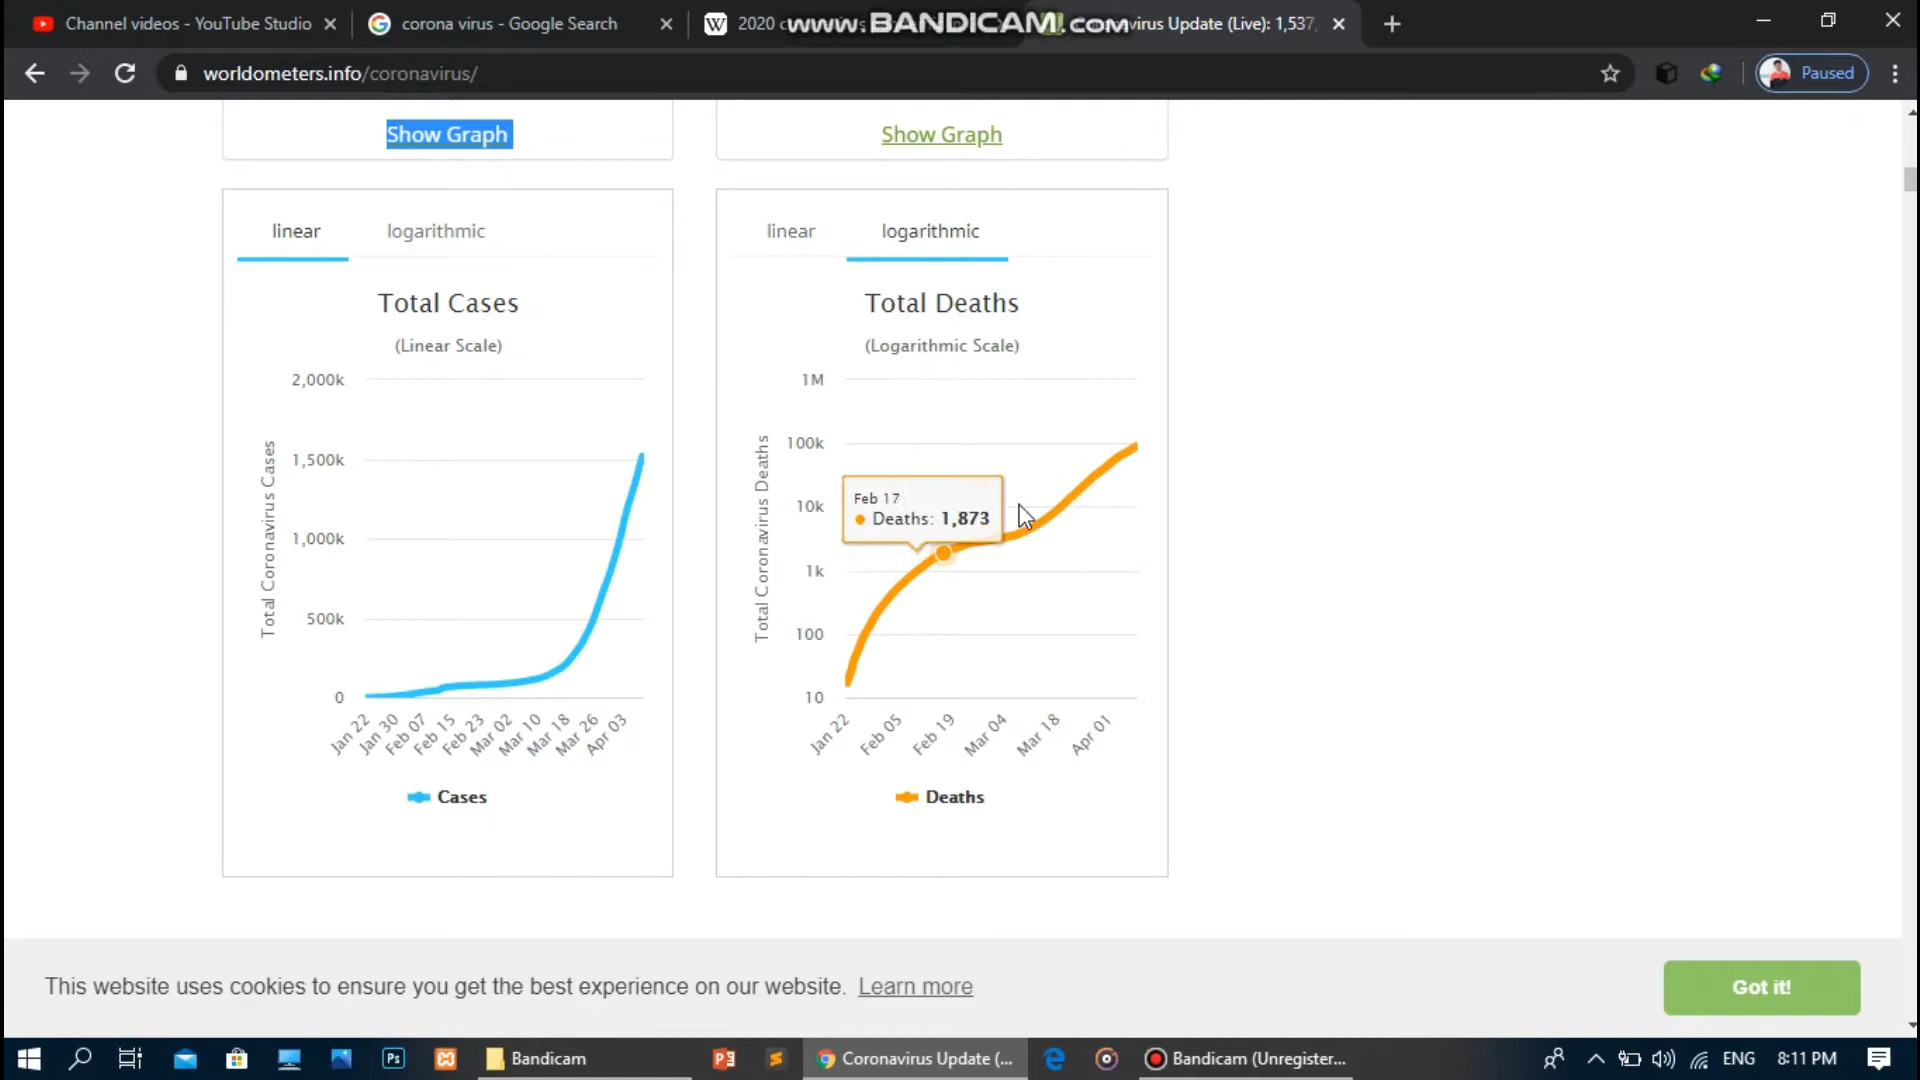 Channel videos - YouTube Studio
corona virus - Google Search
W 2020 c
www.BANDICAM.com
virus Update (Live): 1,537,
worldometers.info/coronavirus/
Paused
Show Graph
Show Graph
linear
logarithmic
Total Cases
(Linear Scale)
Total Coronavirus Cases
2,000k
1,500k
1,000k
500k
0
Jan 22
Jan 30
Feb 07
Feb 15
Feb 23
Mar 02
Mar 10
Mar 18
Mar 26
Apr 03
Cases
linear
logarithmic
Total Deaths
(Logarithmic Scale)
Total Coronavirus Deaths
1M
100k
10k
1k
100
10
Feb 17
Deaths: 1,873
Jan 22
Feb 05
Feb 19
Mar 04
Mar 18
Apr 01
Deaths
This website uses cookies to ensure you get the best experience on our website. Learn more
Got it!
Ps
Bandicam
Coronavirus Update (...
Bandicam (Unregister...
ENG
8:11 PM